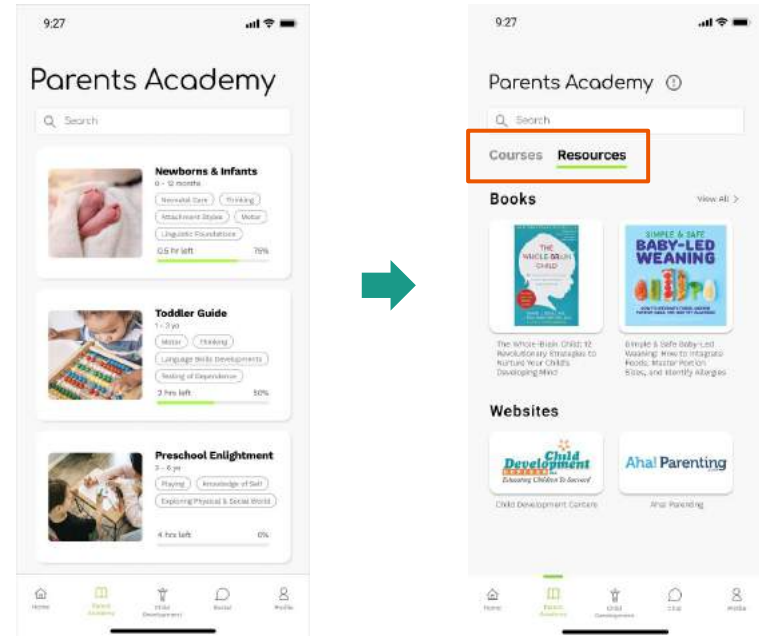 9:27
Parents Academy
Search
Newborns & Infants
0 - 12 months
Neonatal Care
Thinking
Attachment Styles
Motor
Linguistic Foundations
0.5 hr left
75%
Toddler Guide
1 - 3 yo
Motor
Thinking
Language Skills Developments
Testing of Dependence
2 hrs left
50%
Preschool Enlightment
3 - 6 yo
Playing
Knowledge of Self
Exploring Physical & Social World
4 hrs left
0%
Home
Parent
Academy
Child
Development
Profile
9:27
Parents Academy
Search
Courses Resources
Books
View All >
THE
WHOLE-BRAIN
CHILD
SIMPLE & SAFE
BABY-LED
WEANING
The Whole-Brain Child: 12
Revolutionary Strategies to
Nurture Your Child's
Developing Mind
Simple & Safe Baby-Led
Weaning: How to Integrate
Foods, Master Portion
Sizes, and Identify Allergies
Websites
Child
Development
Educating Children To Succeed
Aha! Parenting
Child Development Centers
Aha! Parenting
Home
Parent
Academy
Child
Development
Chat
Profile